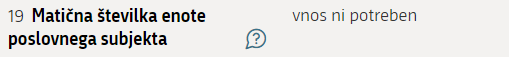 19 Matična številka enote vnos ni potreben
poslovnega subjekta